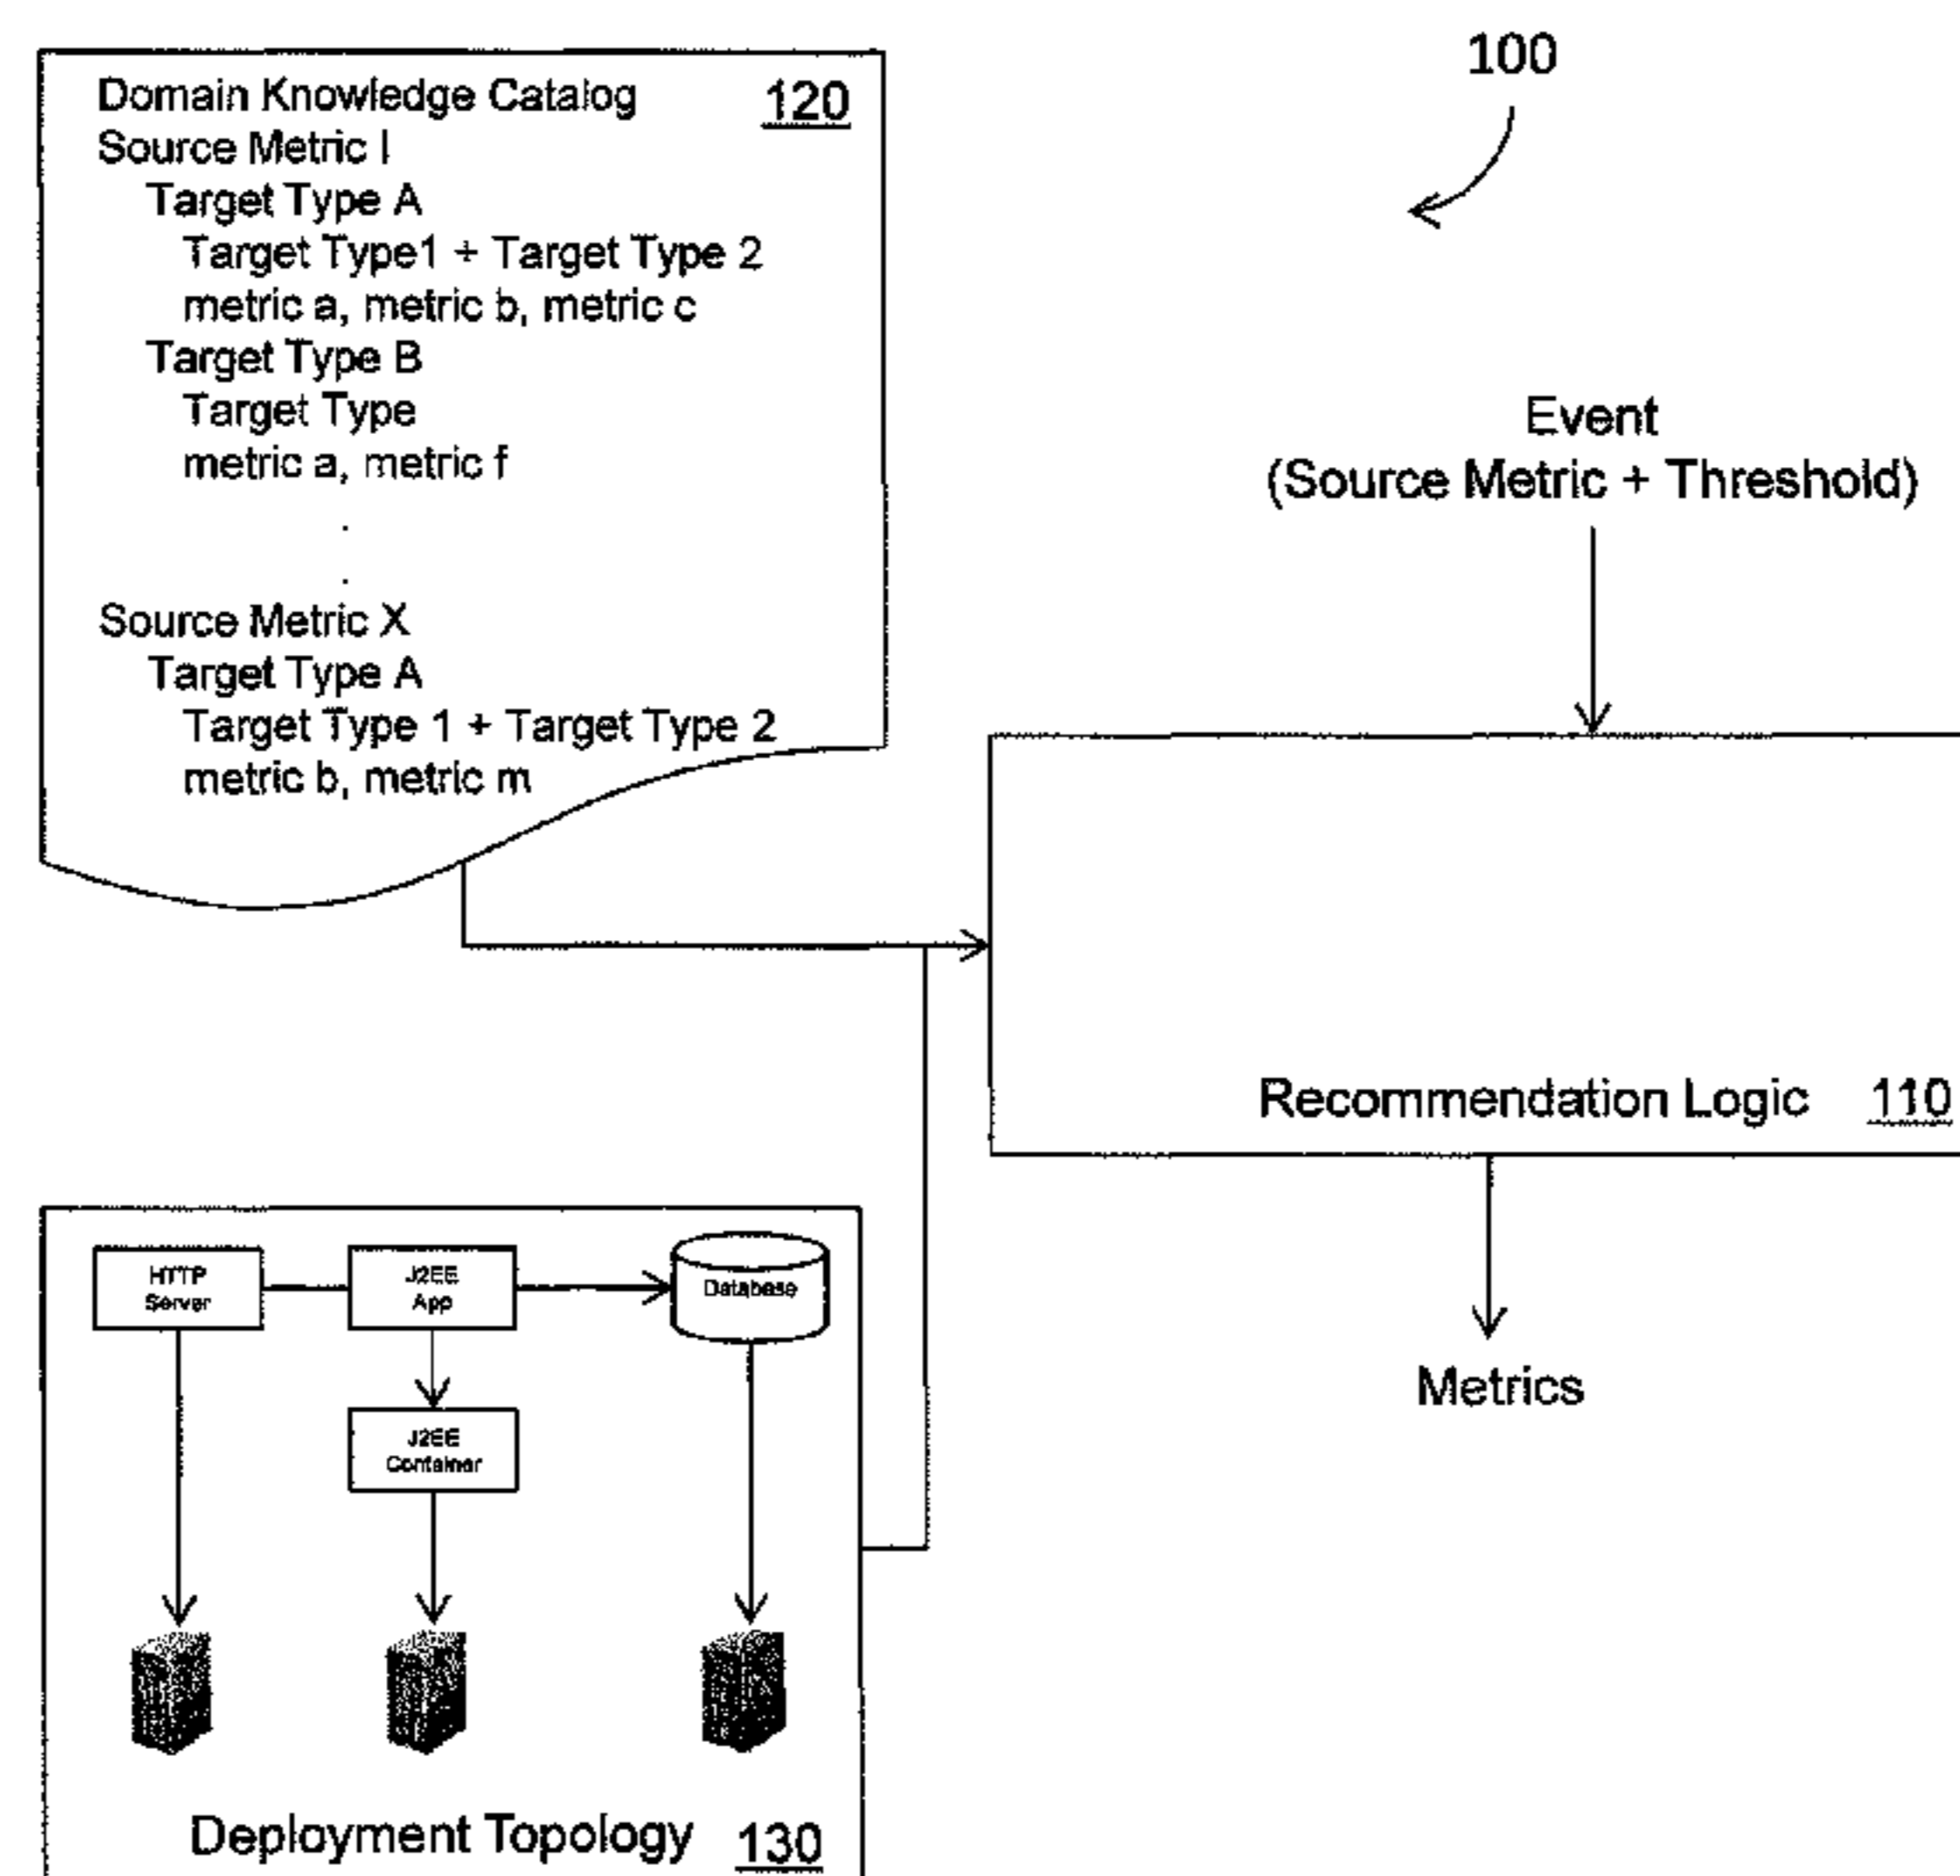 Domain Knowledge Catalog 120
Source Metric I
Target Type A
Target Type1 + Target Type 2
metric a, metric b, metric c
Target Type B
Target Type
metric a, metric f
.
.
Source Metric X
Target Type A
Target Type 1 + Target Type 2
metric b, metric m
100
Event
(Source Metric + Threshold)
Recommendation Logic 110
Metrics
HTTP
Server
J2EE
App
Database
J2EE
Container
Deployment Topology 130